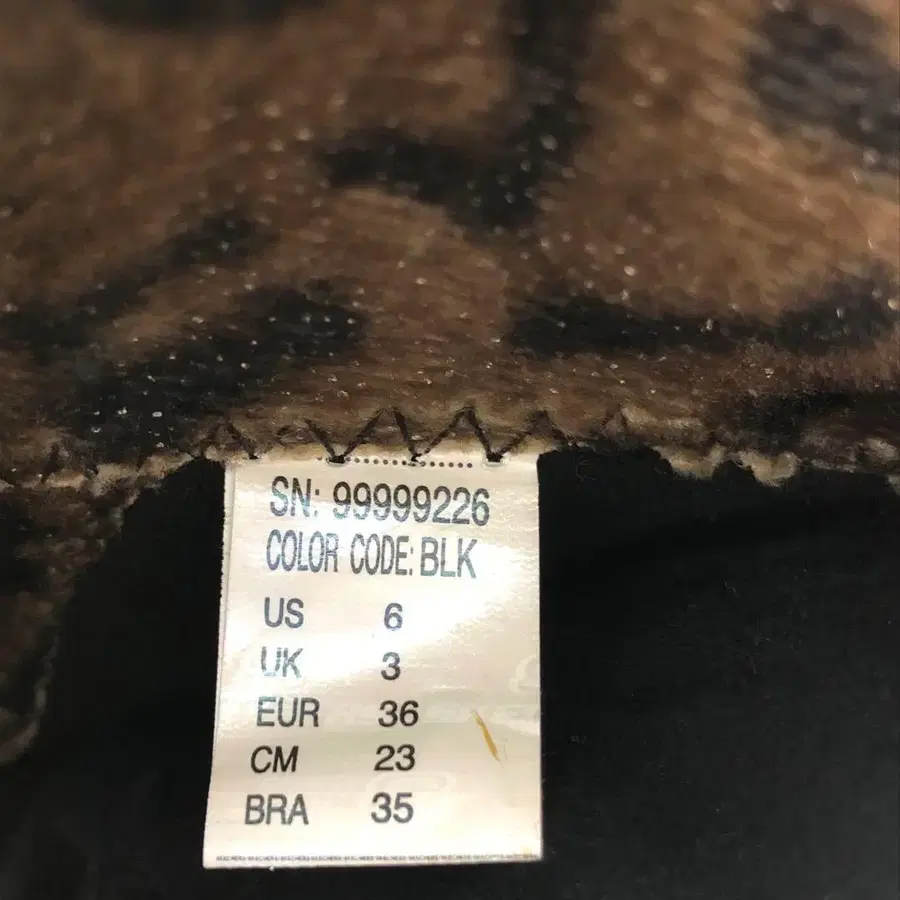 SN: 99999226
COLOR CODE: BLK
US 6
UK 3
EUR 36
CM 23
BRA 35